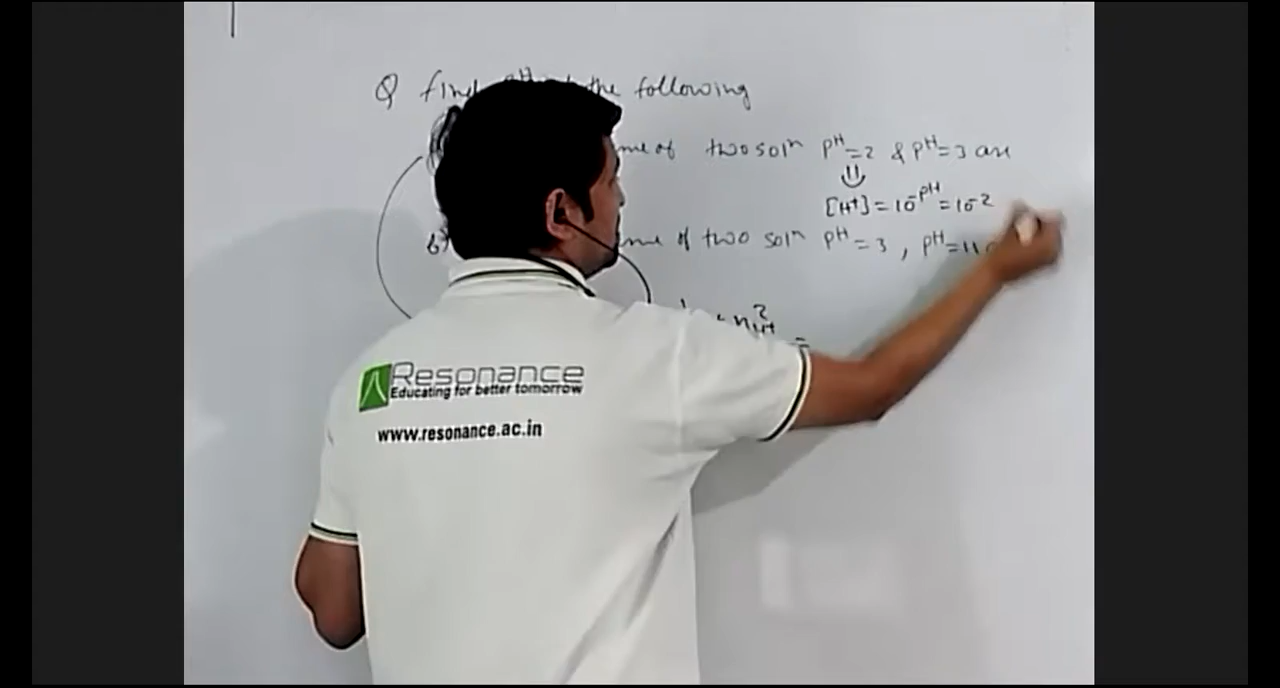 Q find the following
me of two solⁿ pH=2 & pH=3 are
[H+] = 10^-pH = 10^-2
b) me of two solⁿ pH=3 , pH=11
n²H+
Resonance
Educating for better tomorrow
www.resonance.ac.in